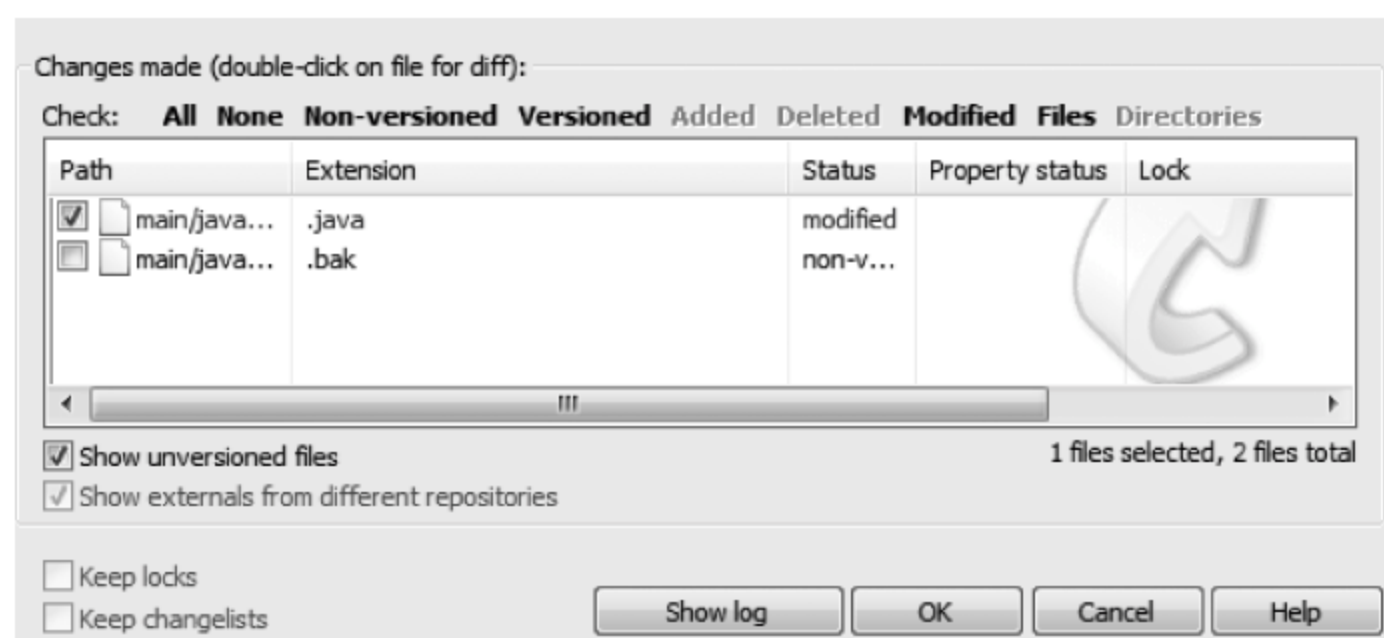 Changes made (double-click on file for diff):
Check: All None Non-versioned Versioned Added Deleted Modified Files Directories
Path Extension Status Property status Lock
main/java... .java modified
main/java... .bak non-v...
Show unversioned files 1 files selected, 2 files total
Show externals from different repositories
Keep locks
Keep changelists Show log OK Cancel Help